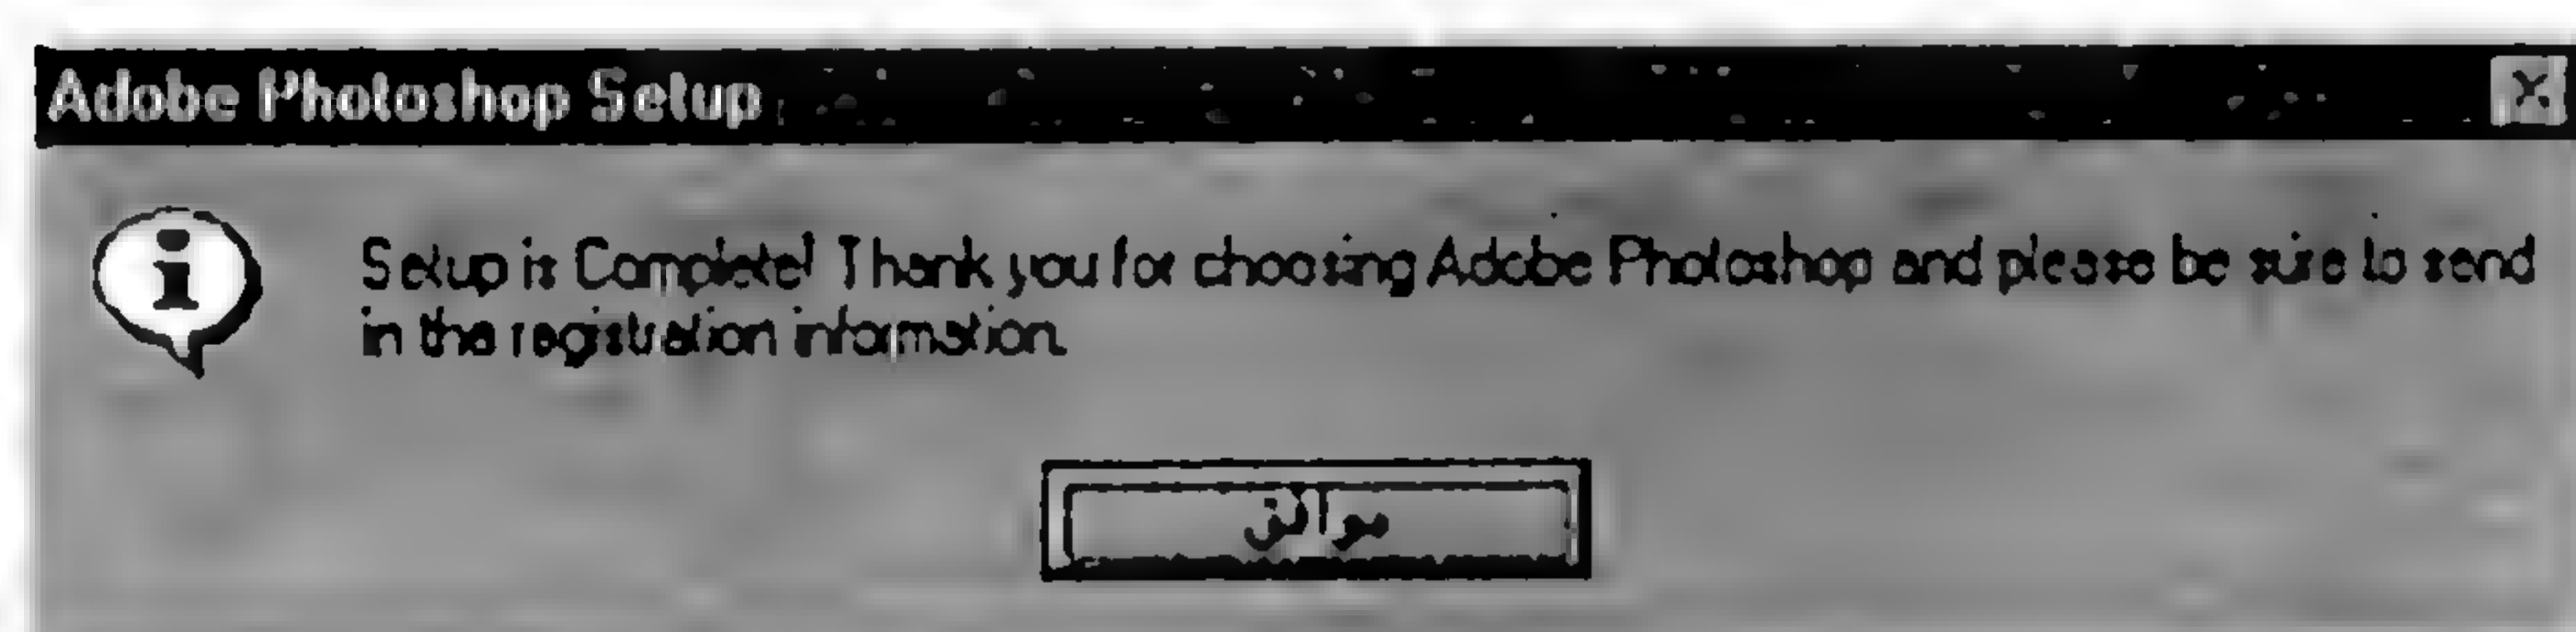 Adobe Photoshop Setup
Setup is Complete! Thank you for choosing Adobe Photoshop and please be sure to send
in the registration information.
موافق